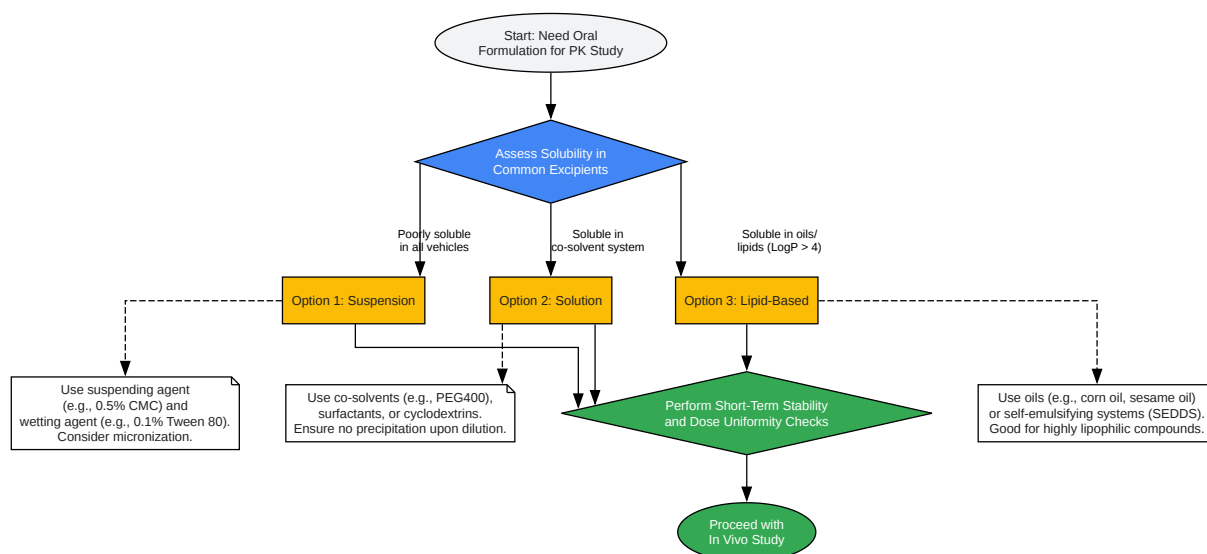 Start: Need Oral
Formulation for PK Study
Assess Solubility in
Common Excipients
Poorly soluble
in all vehicles
Soluble in
co-solvent system
Soluble in oils/
lipids (LogP > 4)
Option 1: Suspension
Option 2: Solution
Option 3: Lipid-Based
Use suspending agent
(e.g., 0.5% CMC) and
wetting agent (e.g., 0.1% Tween 80).
Consider micronization.
Use co-solvents (e.g., PEG400),
surfactants, or cyclodextrins.
Ensure no precipitation upon dilution.
Perform Short-Term Stability
and Dose Uniformity Checks
Use oils (e.g., corn oil, sesame oil)
or self-emulsifying systems (SEDDS).
Good for highly lipophilic compounds.
Proceed with
In Vivo Study